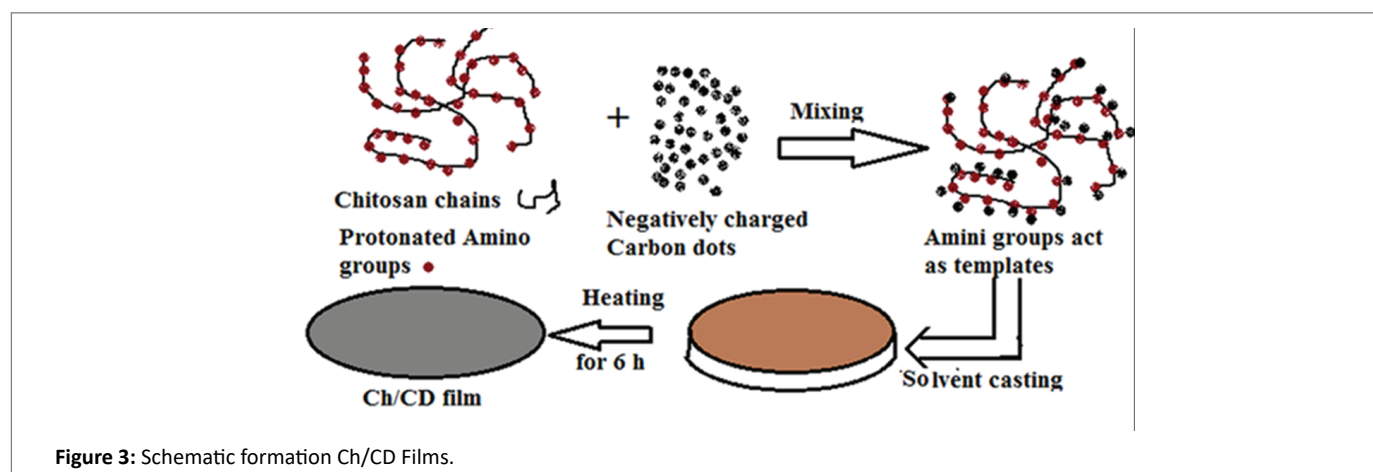 Chitosan chains
Protonated Amino
groups
+
Negatively charged
Carbon dots
Mixing
Amini groups act
as templates
Solvent casting
Heating
for 6 h
Ch/CD film
Figure 3: Schematic formation Ch/CD Films.